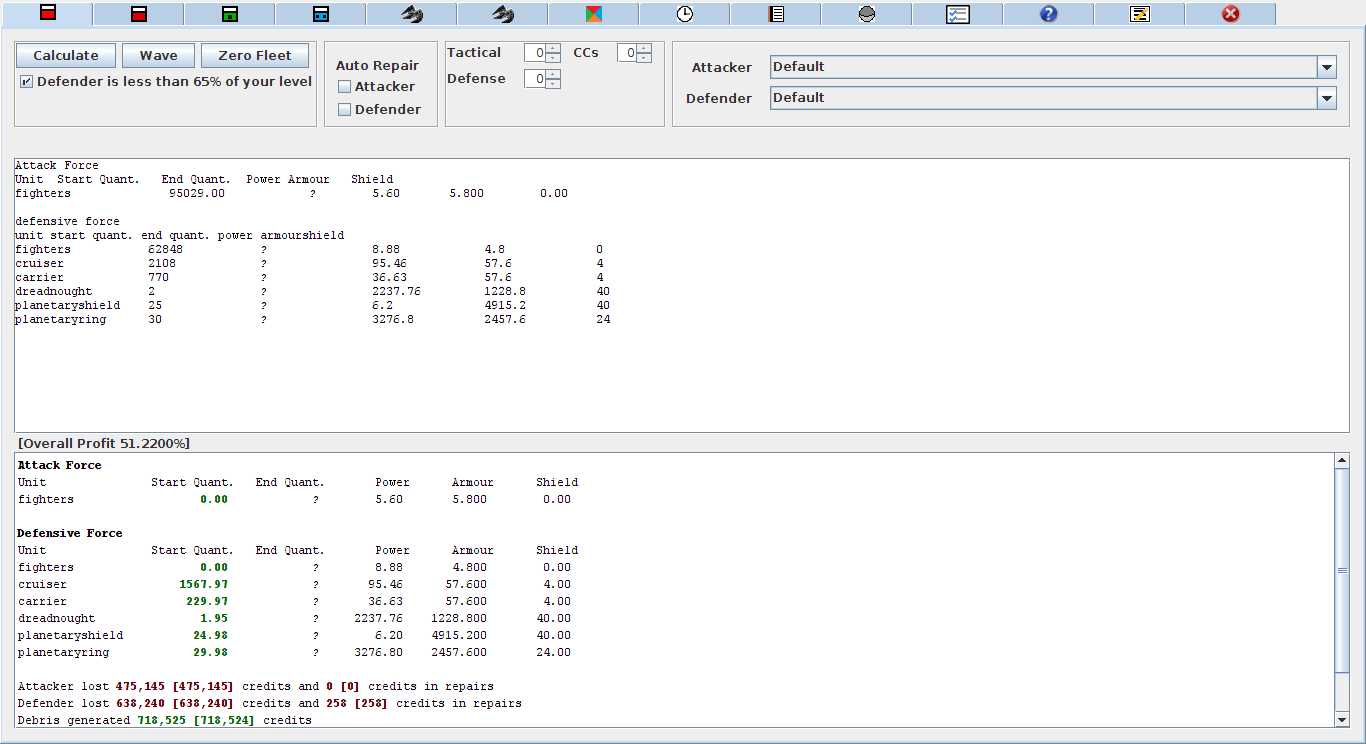 Calculate Wave Zero Fleet
Defender is less than 65% of your level
Auto Repair
Attacker
Defender
Tactical 0 CCs 0
Defense 0
Attacker Default
Defender Default
Attack Force
Unit Start Quant. End Quant. Power Armour Shield
fighters 95029.00 ? 5.60 5.800 0.00
defensive force
unit start quant. end quant. power armourshield
fighters 62848 ? 8.88 4.8 0
cruiser 2108 ? 95.46 57.6 4
carrier 770 ? 36.63 57.6 4
dreadnought 2 ? 2237.76 1228.8 40
planetaryshield 25 ? 6.2 4915.2 40
planetaryring 30 ? 3276.8 2457.6 24
[Overall Profit 51.2200%]
Attack Force
Unit Start Quant. End Quant. Power Armour Shield
fighters 0.00 ? 5.60 5.800 0.00
Defensive Force
Unit Start Quant. End Quant. Power Armour Shield
fighters 0.00 ? 8.88 4.800 0.00
cruiser 1567.97 ? 95.46 57.600 4.00
carrier 229.97 ? 36.63 57.600 4.00
dreadnought 1.95 ? 2237.76 1228.800 40.00
planetaryshield 24.98 ? 6.20 4915.200 40.00
planetaryring 29.98 ? 3276.80 2457.600 24.00
Attacker lost 475,145 [475,145] credits and 0 [0] credits in repairs
Defender lost 638,240 [638,240] credits and 258 [258] credits in repairs
Debris generated 718,525 [718,524] credits